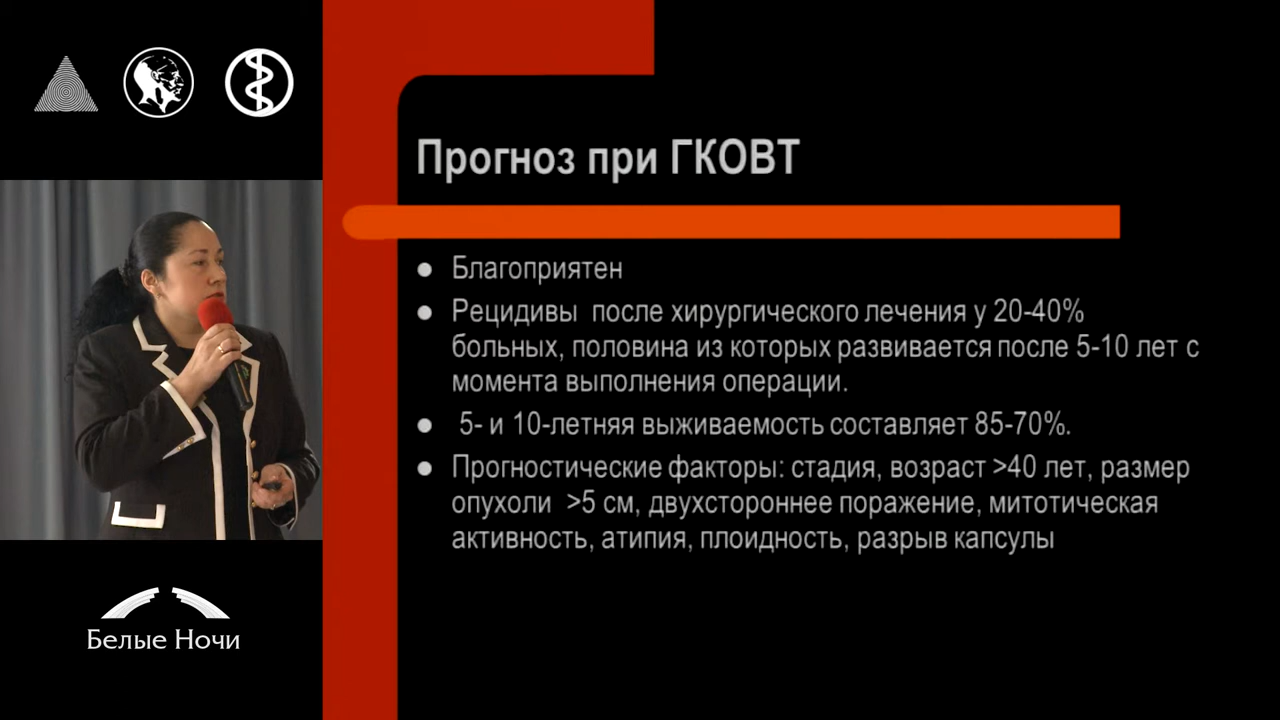 Прогноз при ГКОВТ
Благоприятен
Рецидивы после хирургического лечения у 20-40%
больных, половина из которых развивается после 5-10 лет с
момента выполнения операции.
5- и 10-летняя выживаемость составляет 85-70%.
Прогностические факторы: стадия, возраст >40 лет, размер
опухоли >5 см, двухстороннее поражение, митотическая
активность, атипия, плоидность, разрыв капсулы
Белые Ночи